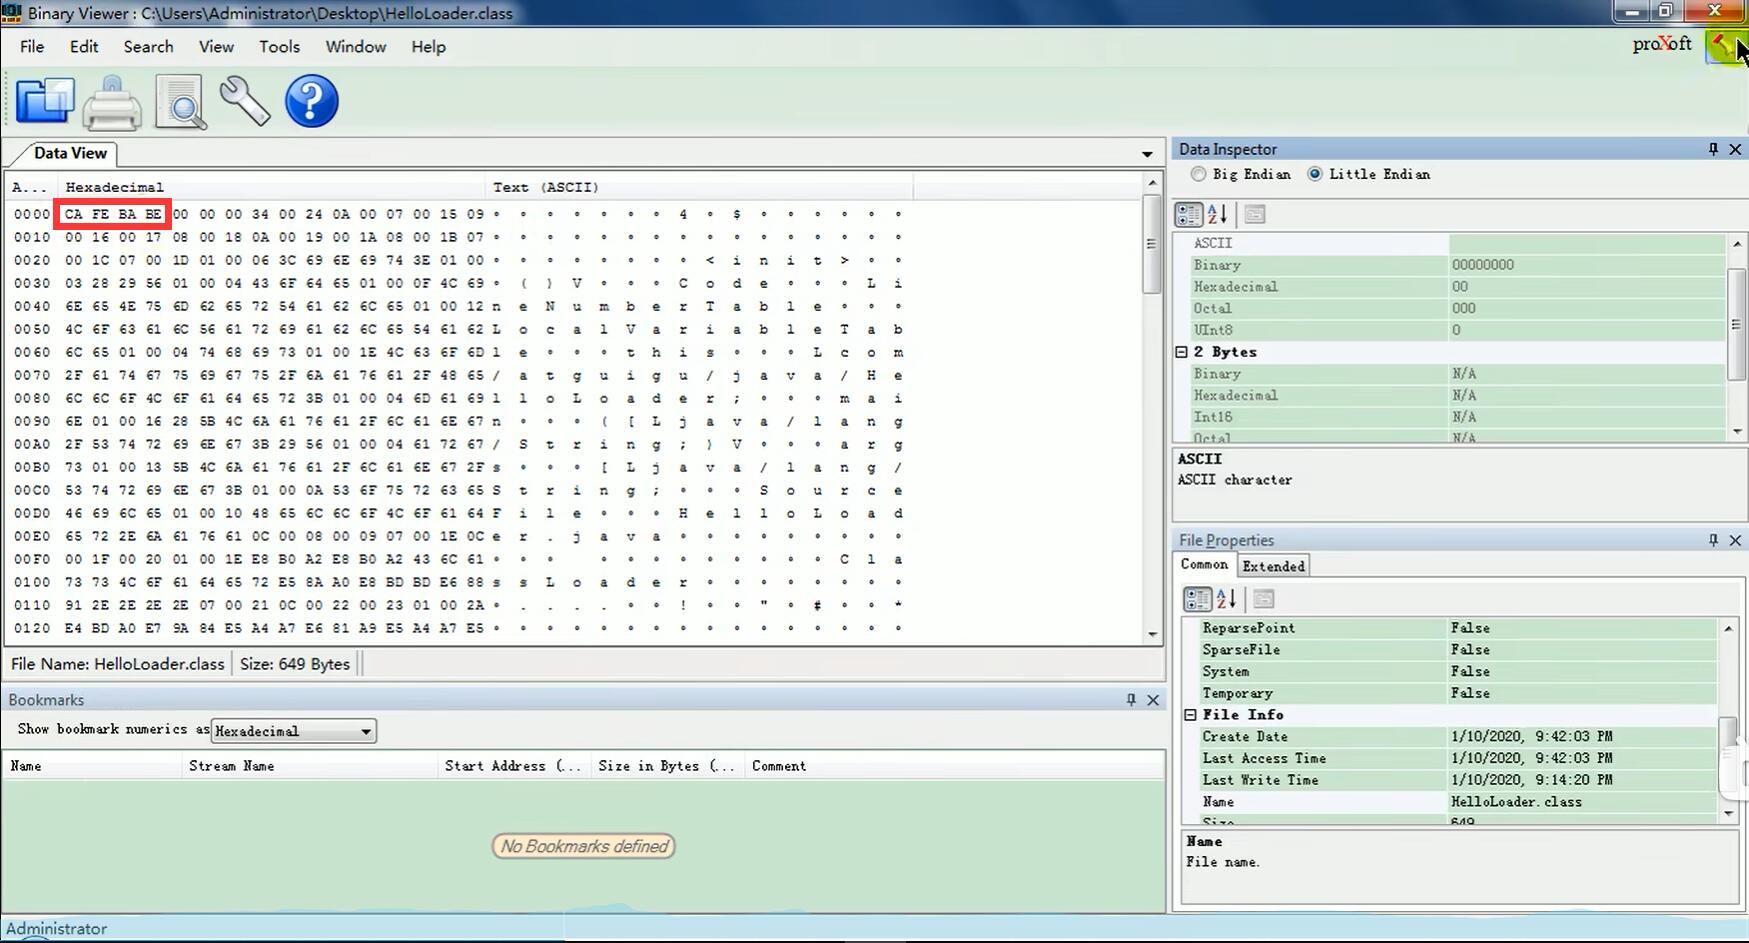 Binary Viewer : C:\Users\Administrator\Desktop\HelloLoader.class
File Edit Search View Tools Window Help
proXoft
Data View
A... Hexadecimal Text (ASCII)
0000 CA FE BA BE 00 00 00 34 00 24 0A 00 07 00 15 09 ∘ ∘ ∘ ∘ ∘ ∘ ∘ 4 ∘ $ ∘ ∘ ∘ ∘ ∘ ∘
0010 00 16 00 17 08 00 18 0A 00 19 00 1A 08 00 1B 07 ∘ ∘ ∘ ∘ ∘ ∘ ∘ ∘ ∘ ∘ ∘ ∘ ∘ ∘ ∘ ∘
0020 00 1C 07 00 1D 01 00 06 3C 69 6E 69 74 3E 01 00 ∘ ∘ ∘ ∘ ∘ ∘ ∘ ∘ < i n i t > ∘ ∘
0030 03 28 29 56 01 00 04 43 6F 64 65 01 00 0F 4C 69 ∘ ( ) V ∘ ∘ ∘ C o d e ∘ ∘ ∘ L i
0040 6E 65 4E 75 6D 62 65 72 54 61 62 6C 65 01 00 12 n e N u m b e r T a b l e ∘ ∘ ∘
0050 4C 6F 63 61 6C 56 61 72 69 61 62 6C 65 54 61 62 L o c a l V a r i a b l e T a b
0060 6C 65 01 00 04 74 68 69 73 01 00 1E 4C 63 6F 6D l e ∘ ∘ ∘ t h i s ∘ ∘ ∘ L c o m
0070 2F 61 74 67 75 69 67 75 2F 6A 61 76 61 2F 48 65 / a t g u i g u / j a v a / H e
0080 6C 6C 6F 4C 6F 61 64 65 72 3B 01 00 04 6D 61 69 l l o L o a d e r ; ∘ ∘ ∘ m a i
0090 6E 01 00 16 28 5B 4C 6A 61 76 61 2F 6C 61 6E 67 n ∘ ∘ ∘ ( [ L j a v a / l a n g
00A0 2F 53 74 72 69 6E 67 3B 29 56 01 00 04 61 72 67 / S t r i n g ; ) V ∘ ∘ ∘ a r g
00B0 73 01 00 13 5B 4C 6A 61 76 61 2F 6C 61 6E 67 2F s ∘ ∘ ∘ [ L j a v a / l a n g /
00C0 53 74 72 69 6E 67 3B 01 00 0A 53 6F 75 72 63 65 S t r i n g ; ∘ ∘ ∘ S o u r c e
00D0 46 69 6C 65 01 00 10 48 65 6C 6C 6F 4C 6F 61 64 F i l e ∘ ∘ ∘ H e l l o L o a d
00E0 65 72 2E 6A 61 76 61 0C 00 08 00 09 07 00 1E 0C e r . j a v a ∘ ∘ ∘ ∘ ∘ ∘ ∘ ∘ ∘
00F0 00 1F 00 20 01 00 1E E8 B0 A2 E8 B0 A2 43 6C 61 ∘ ∘ ∘ ∘ ∘ ∘ ∘ ∘ ∘ ∘ ∘ ∘ C l a
0100 73 73 4C 6F 61 64 65 72 E5 8A A0 E8 BD BD E6 88 s s L o a d e r ∘ ∘ ∘ ∘ ∘ ∘ ∘ ∘
0110 91 2E 2E 2E 2E 07 00 21 0C 00 22 00 23 01 00 2A ∘ . . . . ∘ ∘ ! ∘ ∘ " ∘ # ∘ ∘ *
0120 E4 BD A0 E7 9A 84 E5 A4 A7 E6 81 A9 E5 A4 A7 E5 ∘ ∘ ∘ ∘ ∘ ∘ ∘ ∘ ∘ ∘ ∘ ∘ ∘ ∘ ∘ ∘
File Name: HelloLoader.class Size: 649 Bytes
Bookmarks
Show bookmark numerics as Hexadecimal
Name Stream Name Start Address (... Size in Bytes (... Comment
No Bookmarks defined
Data Inspector
Big Endian Little Endian
ASCII
Binary 00000000
Hexadecimal 00
Octal 000
UInt8 0
2 Bytes
Binary N/A
Hexadecimal N/A
Int16 N/A
Octal N/A
ASCII
ASCII character
File Properties
Common Extended
ReparsePoint False
SparseFile False
System False
Temporary False
File Info
Create Date 1/10/2020, 9:42:03 PM
Last Access Time 1/10/2020, 9:42:03 PM
Last Write Time 1/10/2020, 9:14:20 PM
Name HelloLoader.class
Size 649
Name
File name.
Administrator